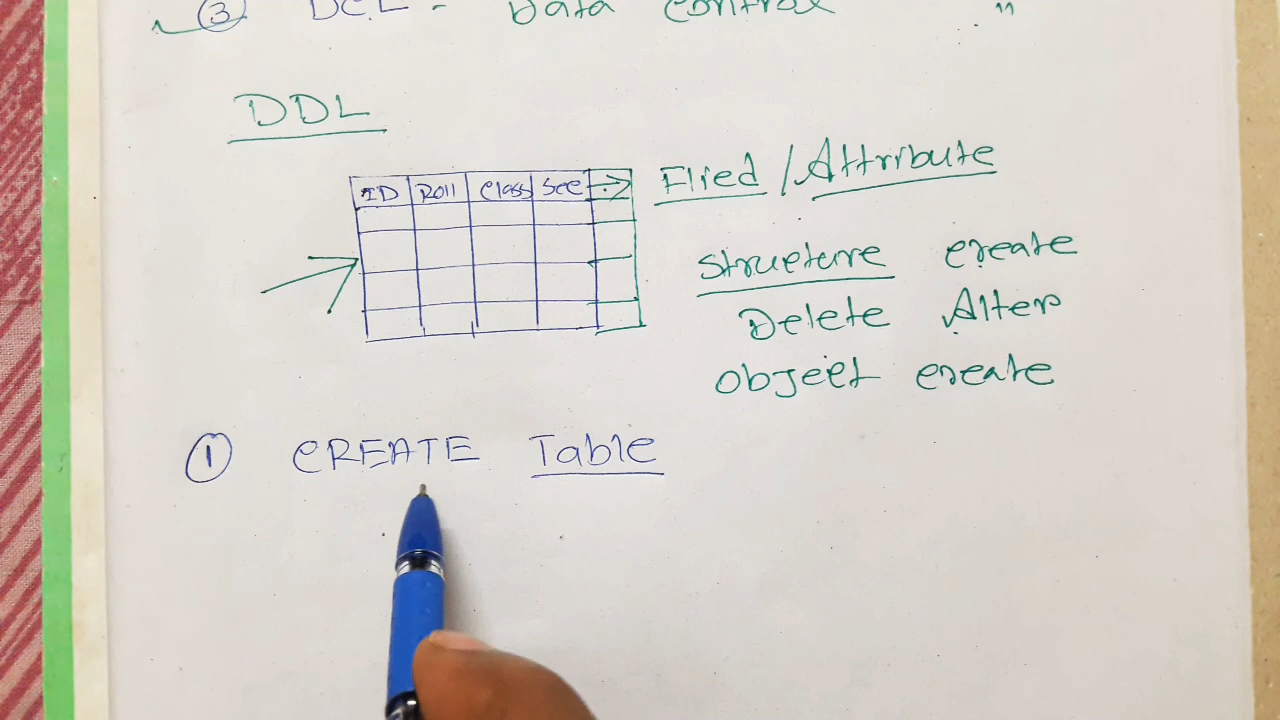 ③ DCL - Data Control "
DDL
ID Roll Class Sec →
Flied / Attribute
Structure create
Delete Alter
Object create
① CREATE Table